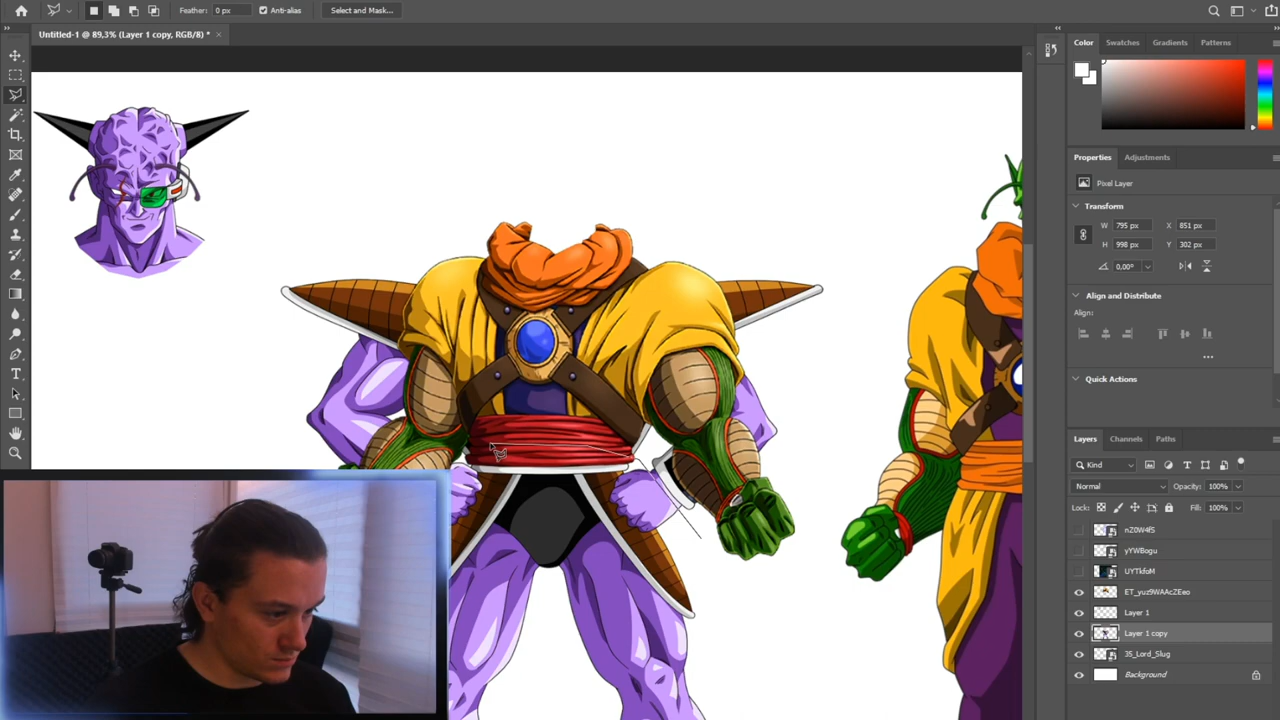 Feather: 0 px Anti-alias Select and Mask...
Untitled-1 @ 89,3% (Layer 1 copy, RGB/8) * ×
Color Swatches Gradients Patterns
Properties Adjustments
Pixel Layer
Transform
W 795 px X 851 px
H 998 px Y 302 px
0,00°
Align and Distribute
Align:
Quick Actions
Layers Channels Paths
Kind
Normal Opacity: 100%
Lock: Fill: 100%
nZ0W4fS
yYWBogu
UYTkfoM
ET_yuz9WAAcZEeo
Layer 1
Layer 1 copy
35_Lord_Slug
Background